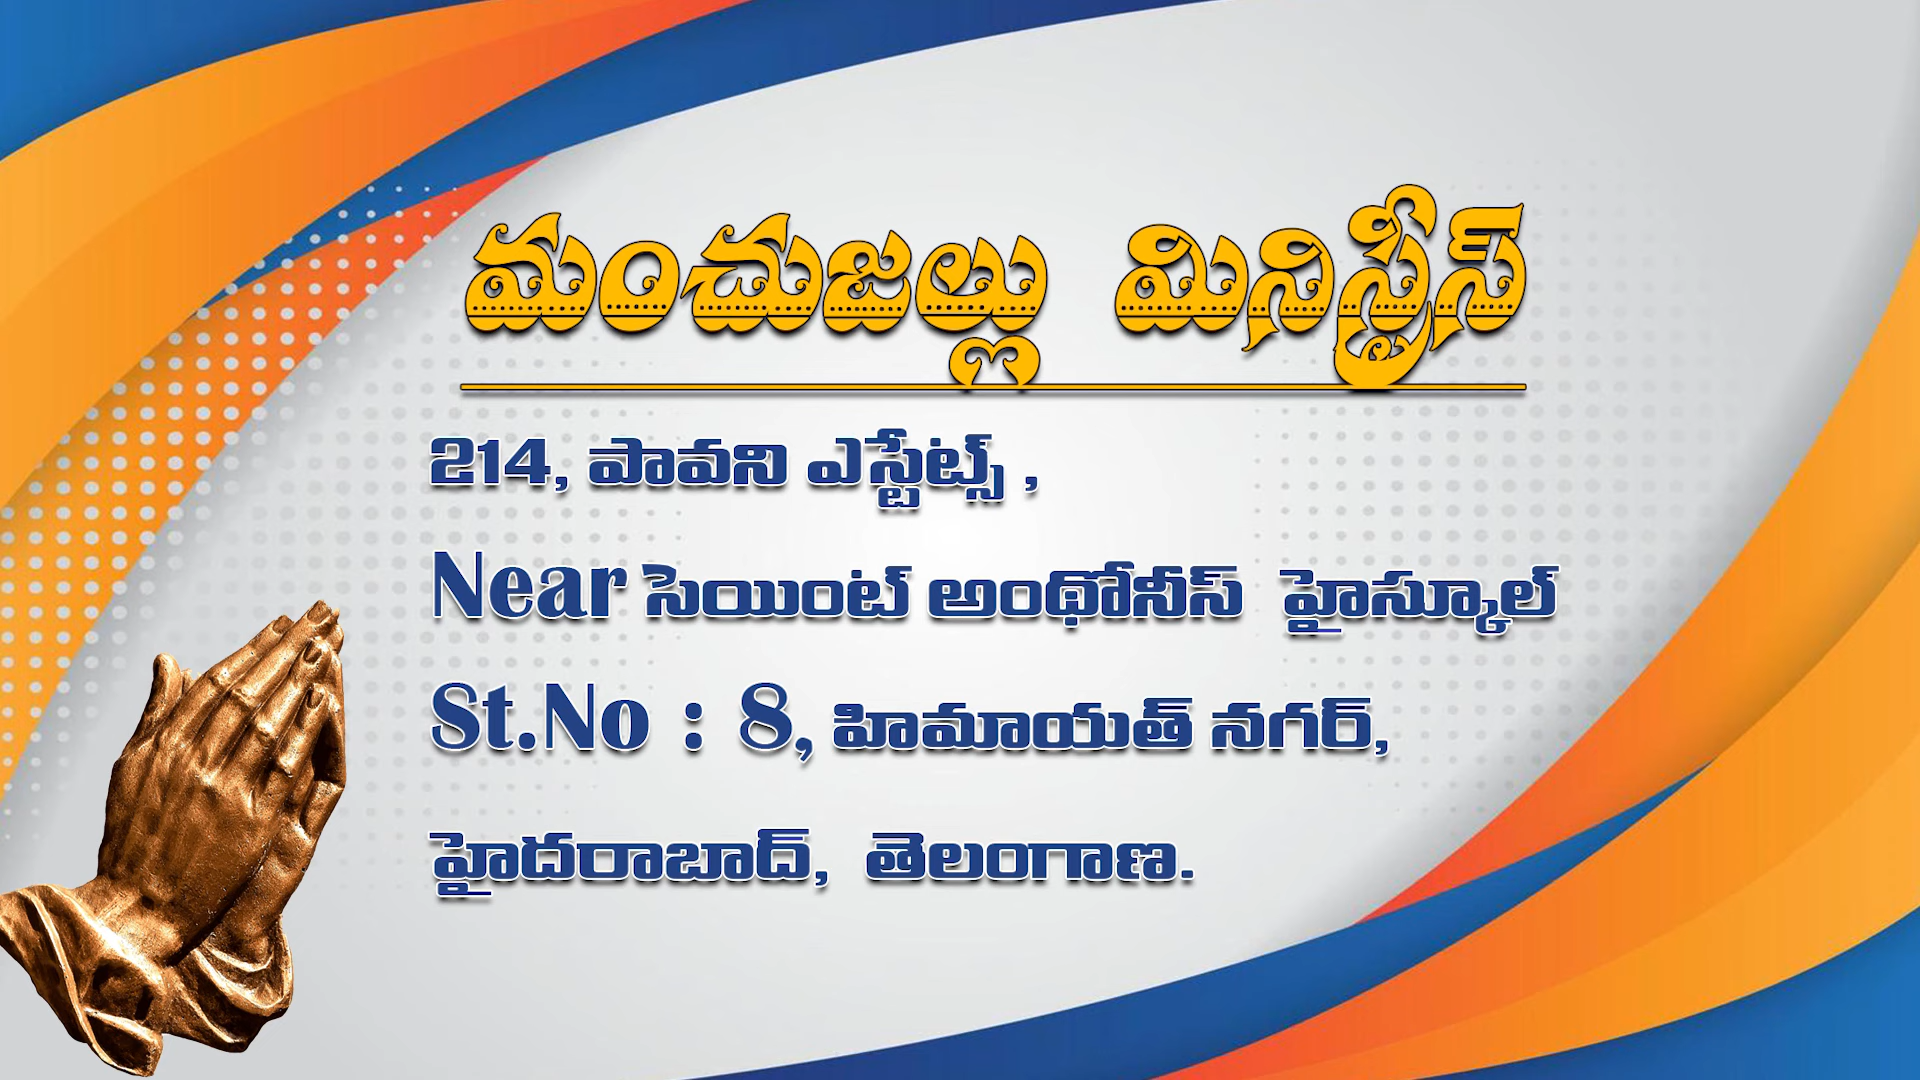 మంచుజల్లు మినిస్ట్రీస్
214, పావని ఎస్టేట్స్ ,
Near సెయింట్ అంథోనీస్ హైస్కూల్
St.No : 8, హిమాయత్ నగర్,
హైదరాబాద్, తెలంగాణ.